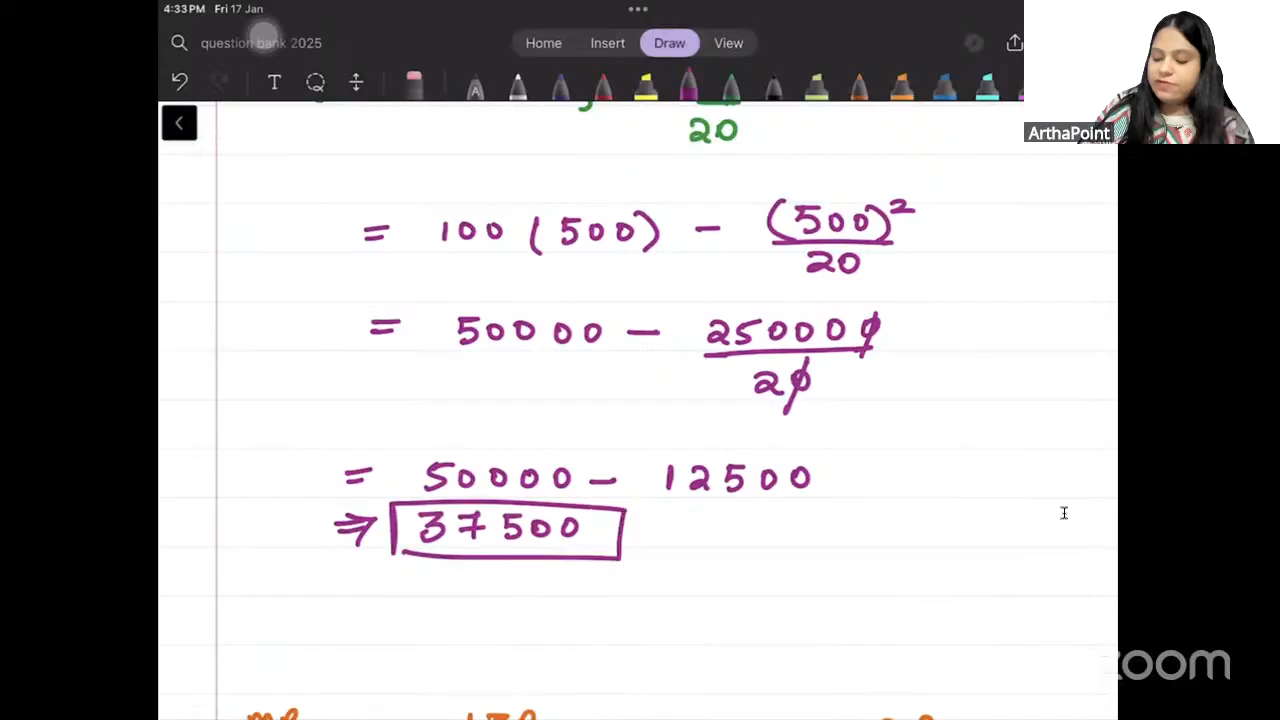 4:33 PM Fri 17 Jan
question bank 2025
Home Insert Draw View
T
A
ArthaPoint
20
= 100 (500) - (500)²
20
= 50000 - 250000
20
= 50000 - 12500
⇒ 37500
zoom